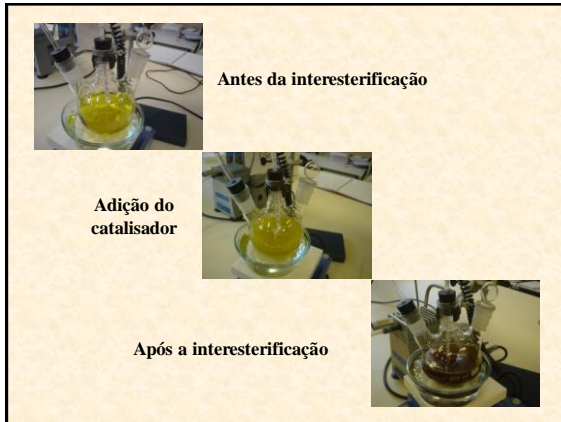 Antes da interesterificação
Adição do
catalisador
Após a interesterificação